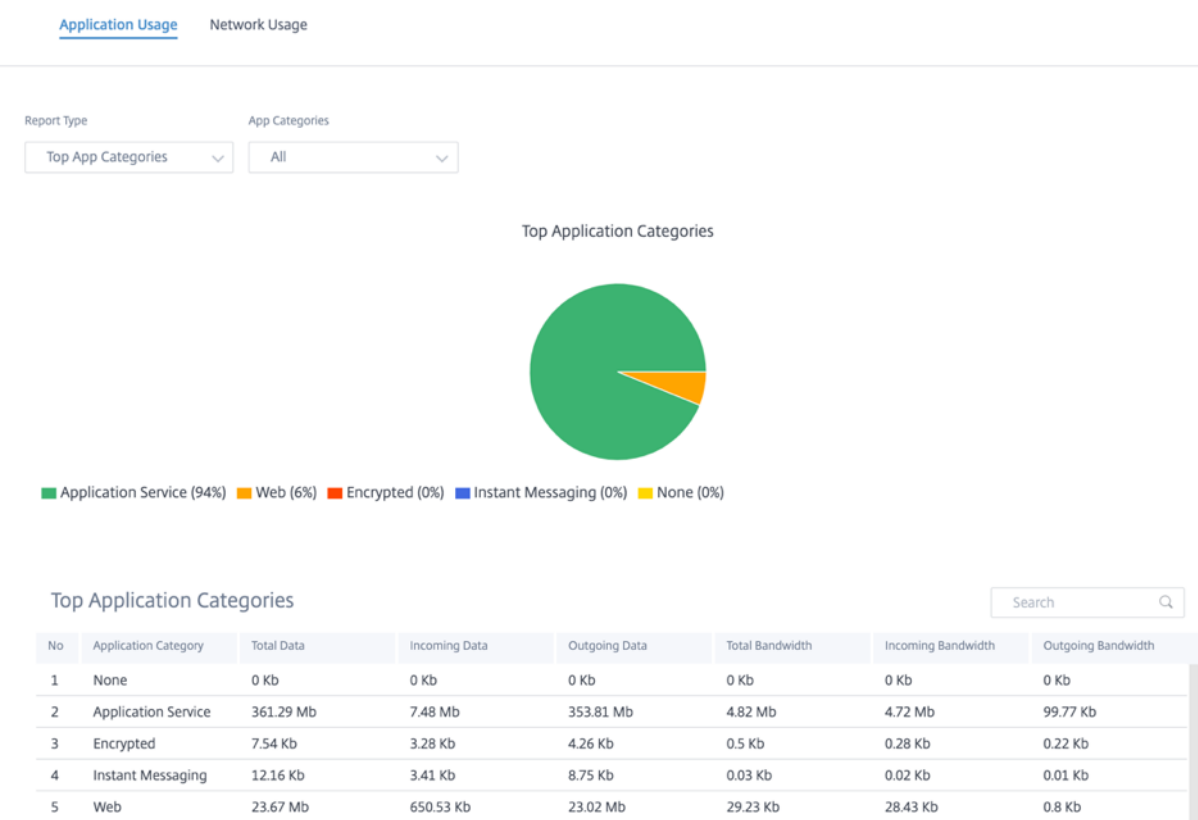 Application Usage Network Usage
Report Type App Categories
Top App Categories All
Top Application Categories
Application Service (94%) Web (6%) Encrypted (0%) Instant Messaging (0%) None (0%)
Top Application Categories Search
No Application Category Total Data Incoming Data Outgoing Data Total Bandwidth Incoming Bandwidth Outgoing Bandwidth
1 None 0 Kb 0 Kb 0 Kb 0 Kb 0 Kb 0 Kb
2 Application Service 361.29 Mb 7.48 Mb 353.81 Mb 4.82 Mb 4.72 Mb 99.77 Kb
3 Encrypted 7.54 Kb 3.28 Kb 4.26 Kb 0.5 Kb 0.28 Kb 0.22 Kb
4 Instant Messaging 12.16 Kb 3.41 Kb 8.75 Kb 0.03 Kb 0.02 Kb 0.01 Kb
5 Web 23.67 Mb 650.53 Kb 23.02 Mb 29.23 Kb 28.43 Kb 0.8 Kb